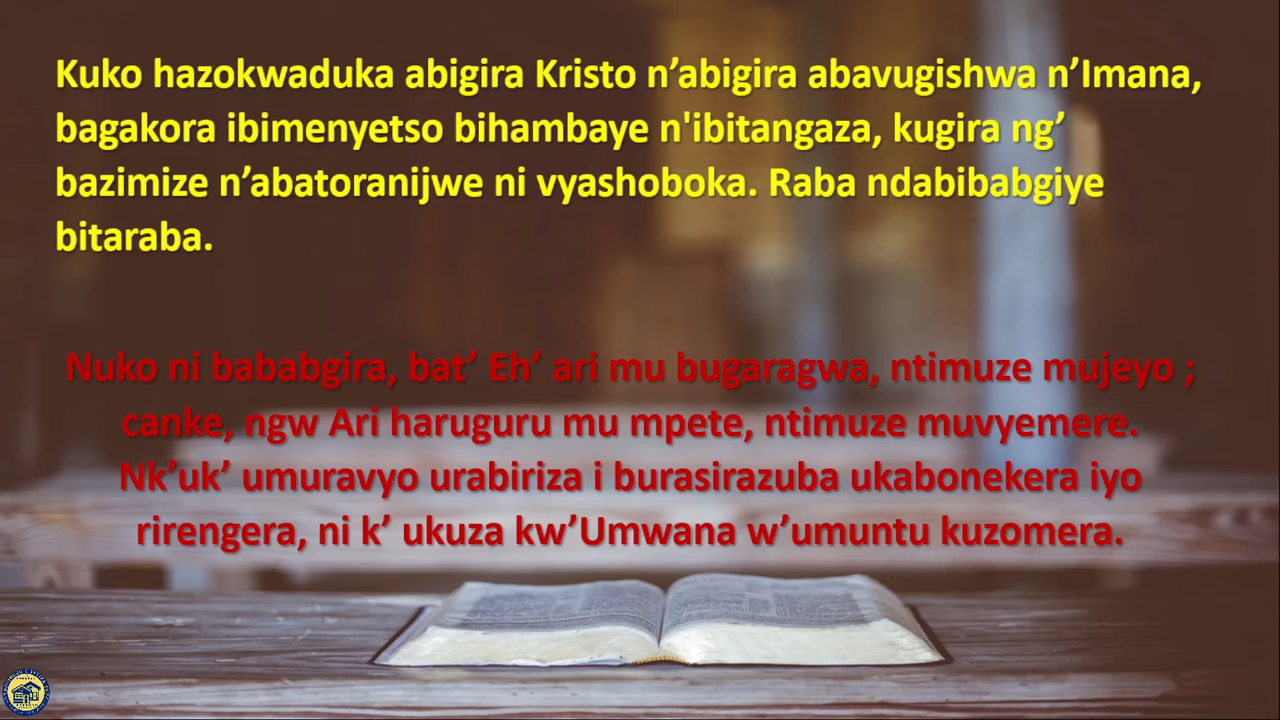 Kuko hazokwaduka abigira Kristo n’abigira abavugishwa n’Imana,
bagakora ibimenyetso bihambaye n'ibitangaza, kugira ng’
bazimize n’abatoranijwe ni vyashoboka. Raba ndabibabgiye
bitaraba.
Nuko ni bababgira, bat’ Eh’ ari mu bugaragwa, ntimuze mujeyo ;
canke, ngw Ari haruguru mu mpete, ntimuze muvyemere.
Nk’uk’ umuravyo urabiriza i burasirazuba ukabonekera iyo
rirengera, ni k’ ukuza kw’Umwana w’umuntu kuzomera.